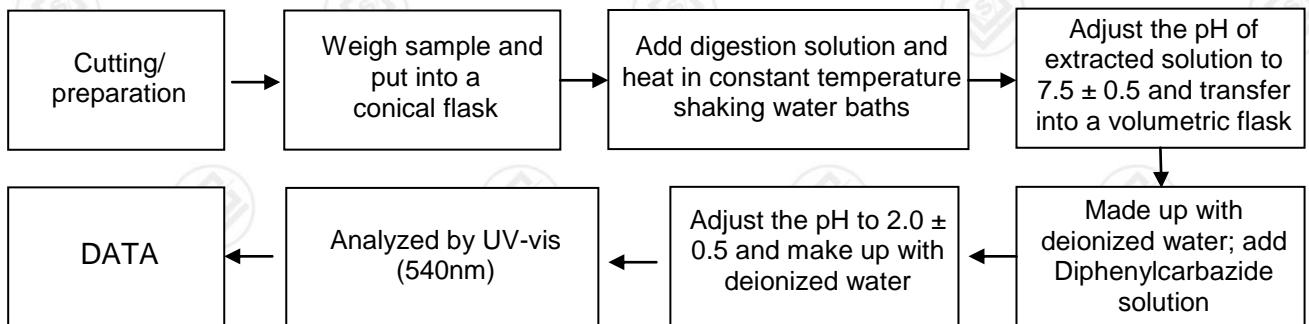 Cutting/
preparation
Weigh sample and
put into a
conical flask
Add digestion solution and
heat in constant temperature
shaking water baths
Adjust the pH of
extracted solution to
7.5 ± 0.5 and transfer
into a volumetric flask
Made up with
deionized water; add
Diphenylcarbazide
solution
Adjust the pH to 2.0 ±
0.5 and make up with
deionized water
Analyzed by UV-vis
(540nm)
DATA